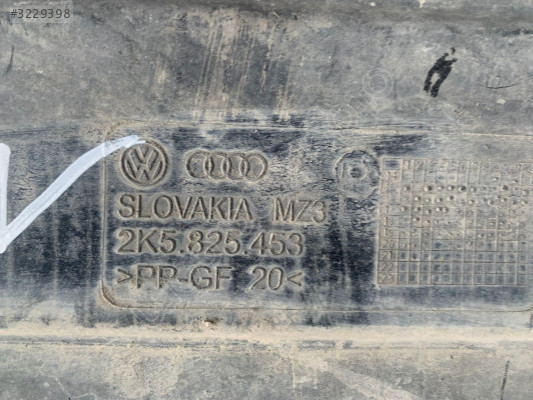 #3229398
SLOVAKIA MZ3
2K5.825.453
>PP-GF 20<